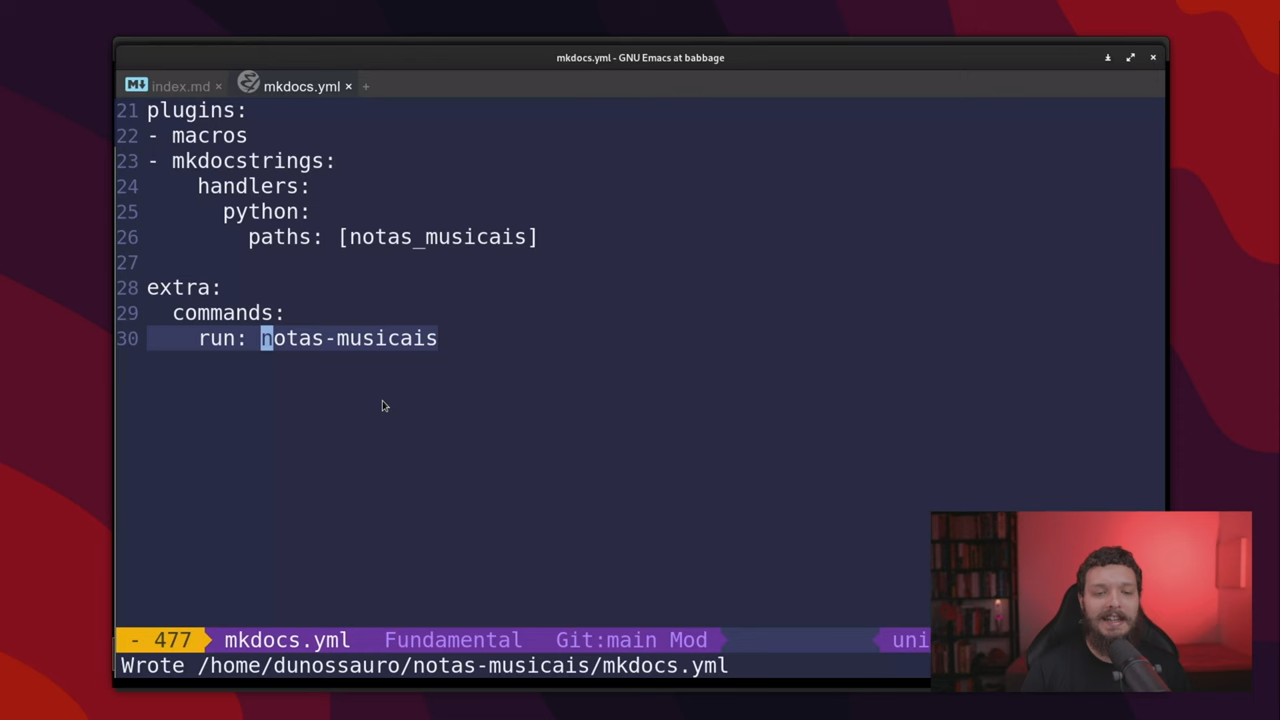 mkdocs.yml - GNU Emacs at babbage
index.md × mkdocs.yml × +
21 plugins:
22 - macros
23 - mkdocstrings:
24 handlers:
25 python:
26 paths: [notas_musicais]
27
28 extra:
29 commands:
30 run: notas-musicais
- 477 mkdocs.yml Fundamental Git:main Mod uni
Wrote /home/dunossauro/notas-musicais/mkdocs.yml